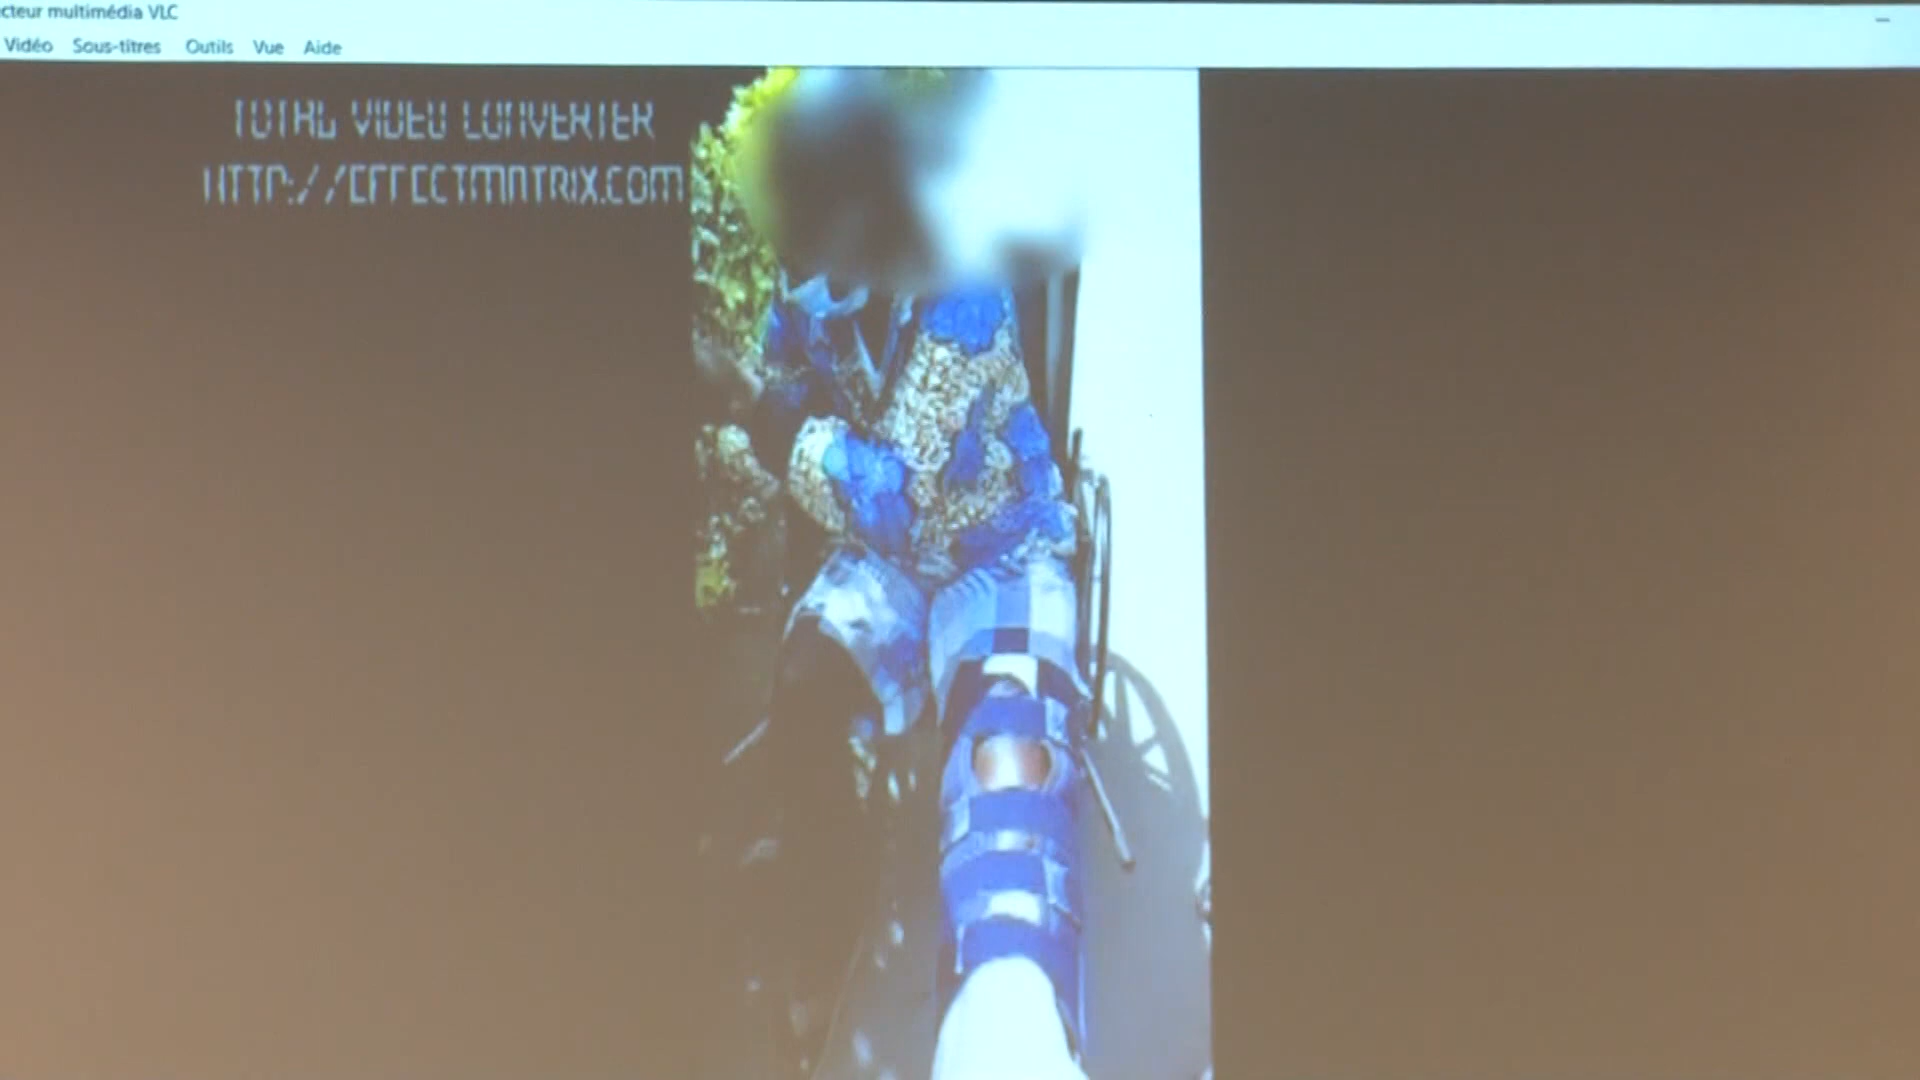 cteur multimédia VLC
Vidéo Sous-titres Outils Vue Aide
TOTAL VIDEO CONVERTER
HTTP://EFFECTMATRIX.COM